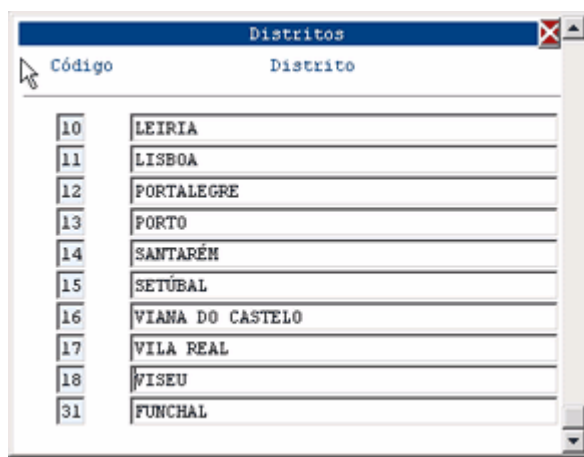 Distritos
Código Distrito
10 LEIRIA
11 LISBOA
12 PORTALEGRE
13 PORTO
14 SANTARÉM
15 SETÚBAL
16 VIANA DO CASTELO
17 VILA REAL
18 VISEU
31 FUNCHAL